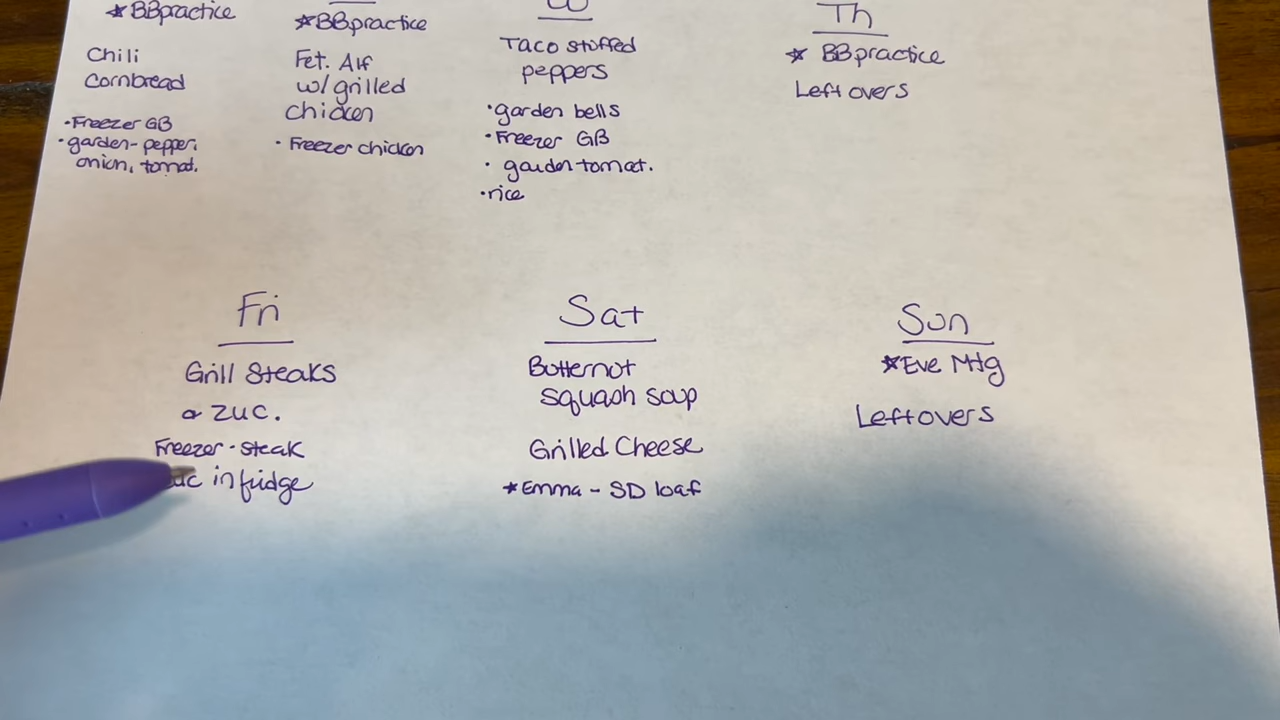 ★BBpractice
Chili
Cornbread
•Freezer GB
•garden-pepper,
onion, tomat.
★BBpractice
Fet. Alf
w/grilled
chicken
• Freezer chicken
Taco stuffed
peppers
•garden bells
•Freezer GB
• garden tomat.
•rice
Th
★ BBpractice
Leftovers
Fri
Grill Steaks
a zuc.
Freezer - steak
in fridge
Sat
Butternut
squash soup
Grilled Cheese
★Emma - SD loaf
Sun
★Eve Mtg
Leftovers